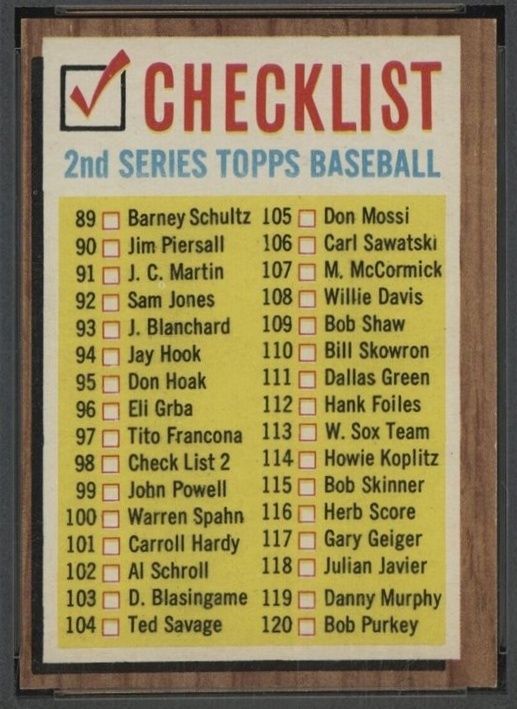 CHECKLIST
2nd SERIES TOPPS BASEBALL
89 Barney Schultz
90 Jim Piersall
91 J. C. Martin
92 Sam Jones
93 J. Blanchard
94 Jay Hook
95 Don Hoak
96 Eli Grba
97 Tito Francona
98 Check List 2
99 John Powell
100 Warren Spahn
101 Carroll Hardy
102 Al Schroll
103 D. Blasingame
104 Ted Savage
105 Don Mossi
106 Carl Sawatski
107 M. McCormick
108 Willie Davis
109 Bob Shaw
110 Bill Skowron
111 Dallas Green
112 Hank Foiles
113 W. Sox Team
114 Howie Koplitz
115 Bob Skinner
116 Herb Score
117 Gary Geiger
118 Julian Javier
119 Danny Murphy
120 Bob Purkey